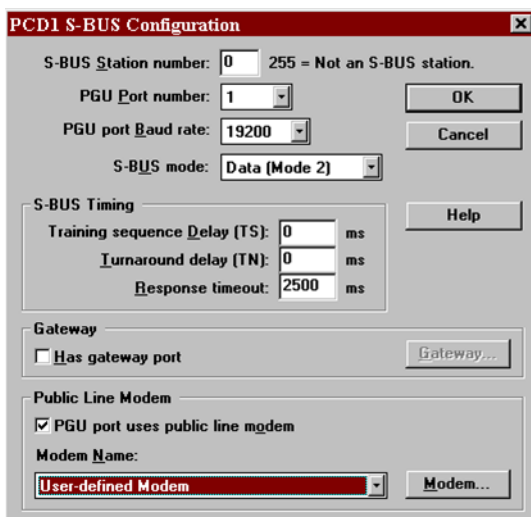 PCD1 S-BUS Configuration
S-BUS Station number: 0 255 = Not an S-BUS station.
PGU Port number: 1 OK
PGU port Baud rate: 19200 Cancel
S-BUS mode: Data (Mode 2)
S-BUS Timing Help
Training sequence Delay (TS): 0 ms
Turnaround delay (TN): 0 ms
Response timeout: 2500 ms
Gateway
Has gateway port Gateway...
Public Line Modem
PGU port uses public line modem
Modem Name:
User-defined Modem Modem...